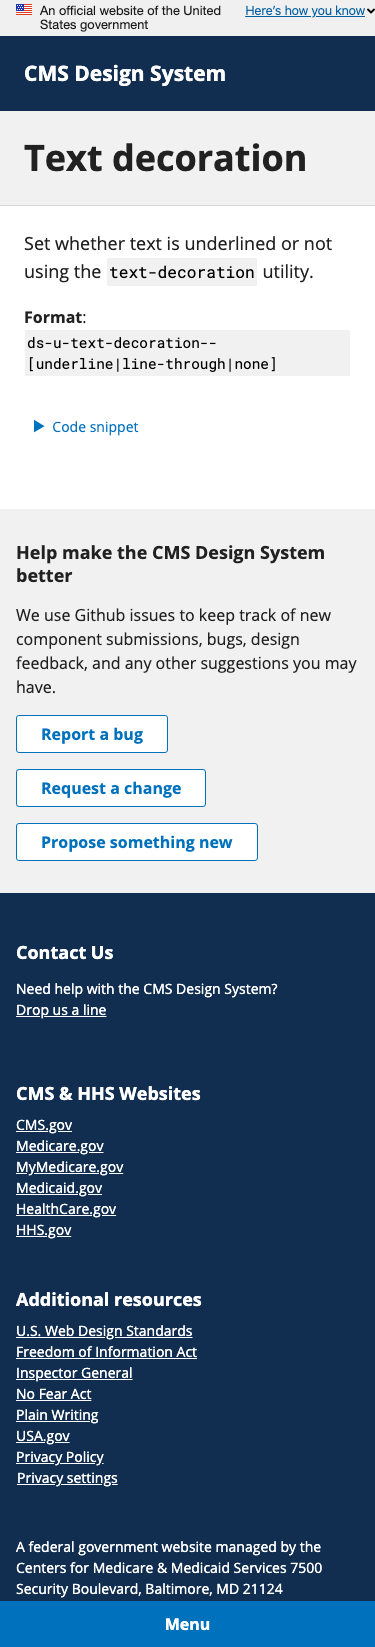 An official website of the United States government
Here's how you know
CMS Design System
Text decoration
Set whether text is underlined or not
using the text-decoration utility.
Format:
ds-u-text-decoration--
[underline|line-through|none]
Code snippet
Help make the CMS Design System
better
We use Github issues to keep track of new
component submissions, bugs, design
feedback, and any other suggestions you may
have.
Report a bug
Request a change
Propose something new
Contact Us
Need help with the CMS Design System?
Drop us a line
CMS & HHS Websites
CMS.gov
Medicare.gov
MyMedicare.gov
Medicaid.gov
HealthCare.gov
HHS.gov
Additional resources
U.S. Web Design Standards
Freedom of Information Act
Inspector General
No Fear Act
Plain Writing
USA.gov
Privacy Policy
Privacy settings
A federal government website managed by the
Centers for Medicare & Medicaid Services 7500
Security Boulevard, Baltimore, MD 21124
Menu